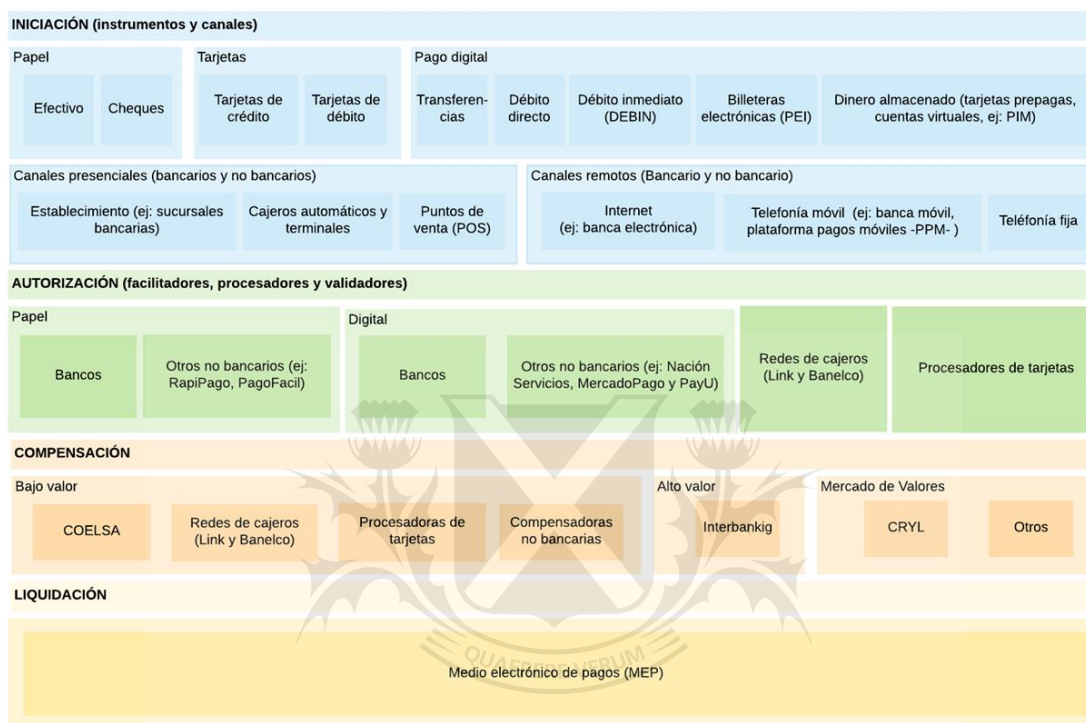 INICIACIÓN (instrumentos y canales)
Papel
Efectivo
Cheques
Tarjetas
Tarjetas de
crédito
Tarjetas de
débito
Pago digital
Transferen-
cias
Débito
directo
Débito inmediato
(DEBIN)
Billeteras
electrónicas (PEI)
Dinero almacenado (tarjetas prepagas,
cuentas virtuales, ej: PIM)
Canales presenciales (bancarios y no bancarios)
Establecimiento (ej: sucursales
bancarias)
Cajeros automáticos y
terminales
Puntos de
venta (POS)
Canales remotos (Bancario y no bancario)
Internet
(ej: banca electrónica)
Telefonía móvil (ej: banca móvil,
plataforma pagos móviles -PPM- )
Teléfonía fija
AUTORIZACIÓN (facilitadores, procesadores y validadores)
Papel
Bancos
Otros no bancarios (ej:
RapiPago, PagoFacil)
Digital
Bancos
Otros no bancarios (ej: Nación
Servicios, MercadoPago y PayU)
Redes de cajeros
(Link y Banelco)
Procesadores de tarjetas
COMPENSACIÓN
Bajo valor
COELSA
Redes de cajeros
(Link y Banelco)
Procesadoras de
tarjetas
Compensadoras
no bancarias
Alto valor
Interbankig
Mercado de Valores
CRYL
Otros
LIQUIDACIÓN
Medio electrónico de pagos (MEP)
QUAERERE VERUM